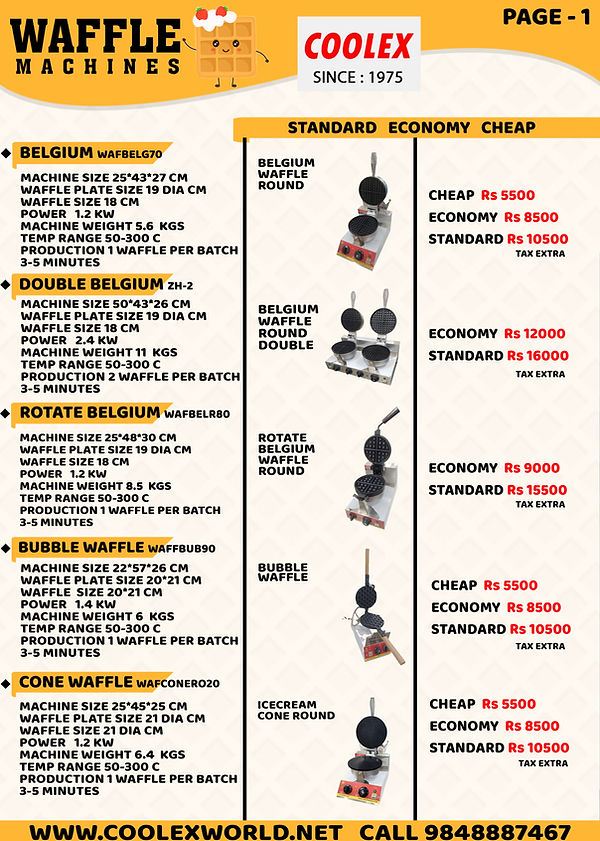 WAFFLE
MACHINES
COOLEX
SINCE : 1975
PAGE - 1
STANDARD ECONOMY CHEAP
BELGIUM WAFBELG70
MACHINE SIZE 25*43*27 CM
WAFFLE PLATE SIZE 19 DIA CM
WAFFLE SIZE 18 CM
POWER 1.2 KW
MACHINE WEIGHT 5.6 KGS
TEMP RANGE 50-300 C
PRODUCTION 1 WAFFLE PER BATCH
3-5 MINUTES
BELGIUM
WAFFLE
ROUND
CHEAP Rs 5500
ECONOMY Rs 8500
STANDARD Rs 10500
TAX EXTRA
DOUBLE BELGIUM ZH-2
MACHINE SIZE 50*43*26 CM
WAFFLE PLATE SIZE 19 DIA CM
WAFFLE SIZE 18 CM
POWER 2.4 KW
MACHINE WEIGHT 11 KGS
TEMP RANGE 50-300 C
PRODUCTION 2 WAFFLE PER BATCH
3-5 MINUTES
BELGIUM
WAFFLE
ROUND
DOUBLE
ECONOMY Rs 12000
STANDARD Rs 16000
TAX EXTRA
ROTATE BELGIUM WAFBELR80
MACHINE SIZE 25*48*30 CM
WAFFLE PLATE SIZE 19 DIA CM
WAFFLE SIZE 18 CM
POWER 1.2 KW
MACHINE WEIGHT 8.5 KGS
TEMP RANGE 50-300 C
PRODUCTION 1 WAFFLE PER BATCH
3-5 MINUTES
ROTATE
BELGIUM
WAFFLE
ROUND
ECONOMY Rs 9000
STANDARD Rs 15500
TAX EXTRA
BUBBLE WAFFLE WAFFBUB90
MACHINE SIZE 22*57*26 CM
WAFFLE PLATE SIZE 20*21 CM
WAFFLE SIZE 20*21 CM
POWER 1.4 KW
MACHINE WEIGHT 6 KGS
TEMP RANGE 50-300 C
PRODUCTION 1 WAFFLE PER BATCH
3-5 MINUTES
BUBBLE
WAFFLE
CHEAP Rs 5500
ECONOMY Rs 8500
STANDARD Rs 10500
TAX EXTRA
CONE WAFFLE WAFCONERO20
MACHINE SIZE 25*45*25 CM
WAFFLE PLATE SIZE 21 DIA CM
WAFFLE SIZE 21 DIA CM
POWER 1.2 KW
MACHINE WEIGHT 6.4 KGS
TEMP RANGE 50-300 C
PRODUCTION 1 WAFFLE PER BATCH
3-5 MINUTES
ICECREAM
CONE ROUND
CHEAP Rs 5500
ECONOMY Rs 8500
STANDARD Rs 10500
TAX EXTRA
WWW.COOLEXWORLD.NET CALL 9848887467